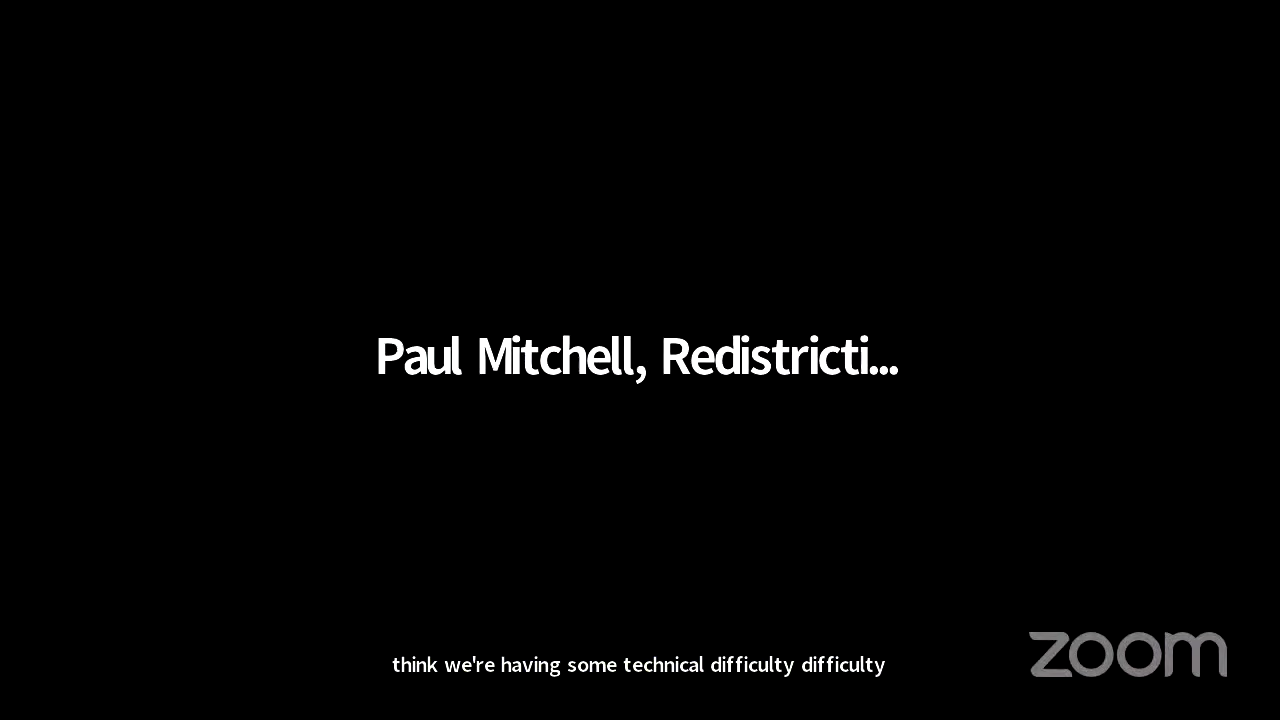 Paul Mitchell, Redistricti...
think we're having some technical difficulty difficulty
zoom